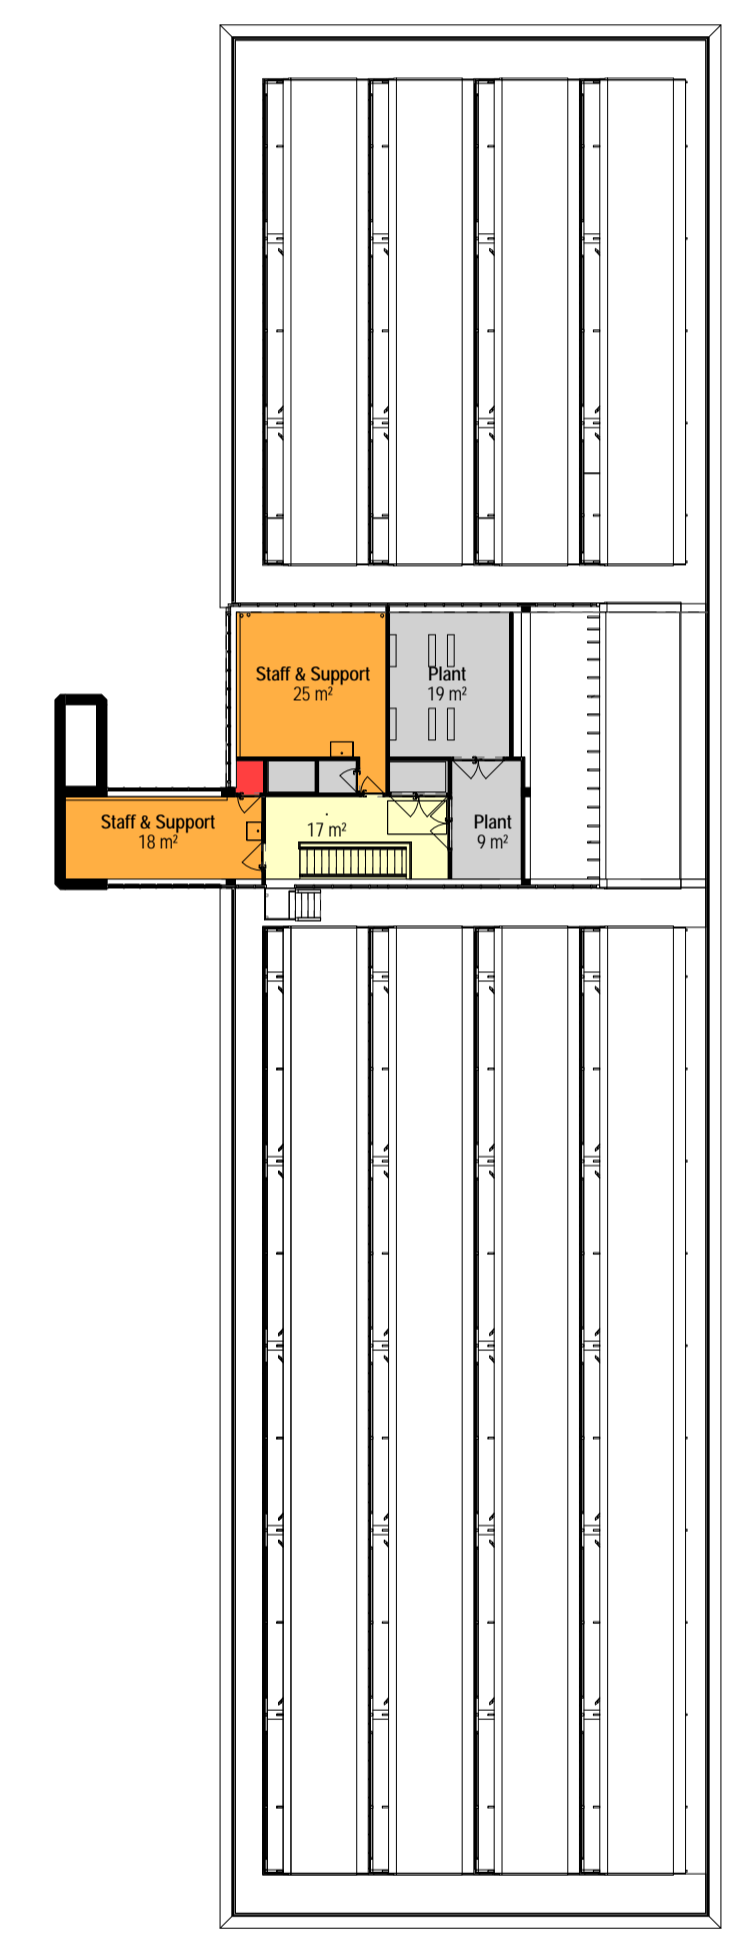 Staff & Support
25 m²
Plant
19 m²
Staff & Support
18 m²
17 m²
Plant
9 m²